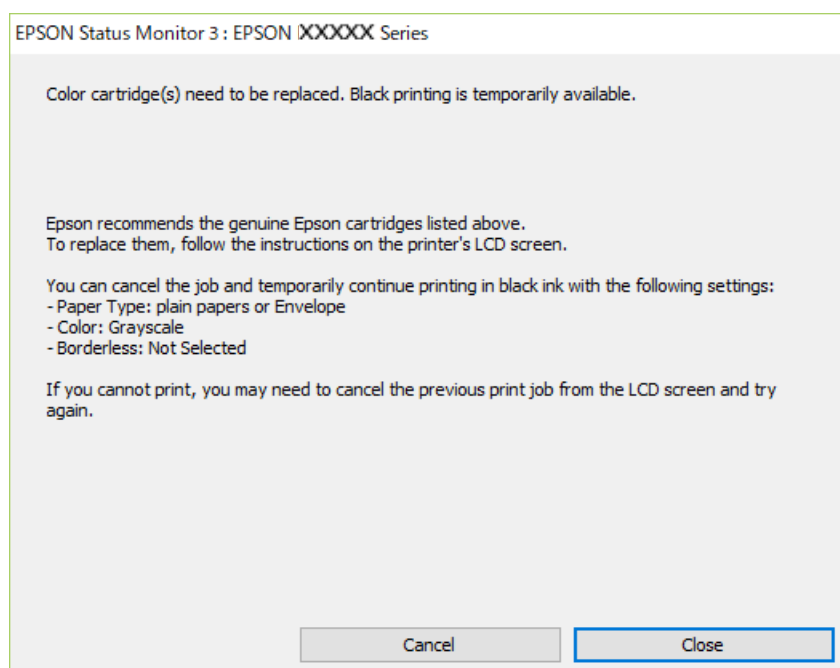 EPSON Status Monitor 3 : EPSON XXXXX Series
Color cartridge(s) need to be replaced. Black printing is temporarily available.
Epson recommends the genuine Epson cartridges listed above.
To replace them, follow the instructions on the printer's LCD screen.
You can cancel the job and temporarily continue printing in black ink with the following settings:
- Paper Type: plain papers or Envelope
- Color: Grayscale
- Borderless: Not Selected
If you cannot print, you may need to cancel the previous print job from the LCD screen and try
again.
Cancel
Close